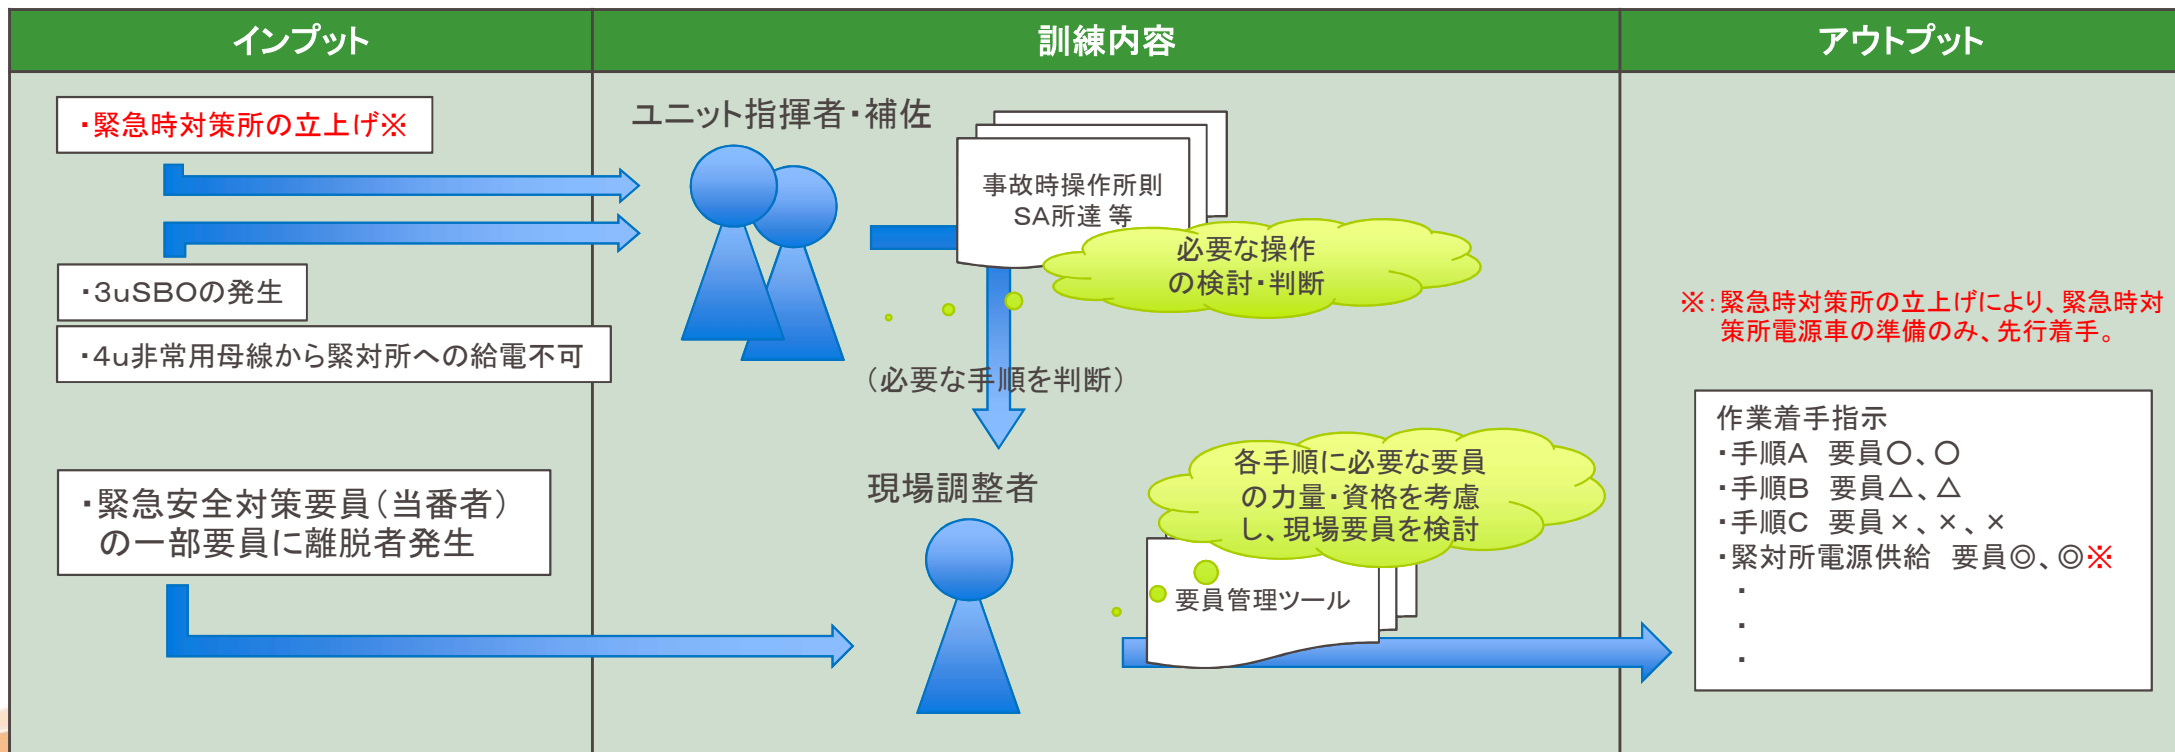 インプット
訓練内容
アウトプット
・緊急時対策所の立上げ※
・3uSBOの発生
・4u非常用母線から緊対所への給電不可
・緊急安全対策要員(当番者)
の一部要員に離脱者発生
ユニット指揮者・補佐
事故時操作所則
SA所達 等
必要な操作
の検討・判断
(必要な手順を判断)
現場調整者
各手順に必要な要員
の力量・資格を考慮
し、現場要員を検討
要員管理ツール
※:緊急時対策所の立上げにより、緊急時対
策所電源車の準備のみ、先行着手。
作業着手指示
・手順A 要員〇、〇
・手順B 要員△、△
・手順C 要員×、×、×
・緊対所電源供給 要員◎、◎※
・
・
・